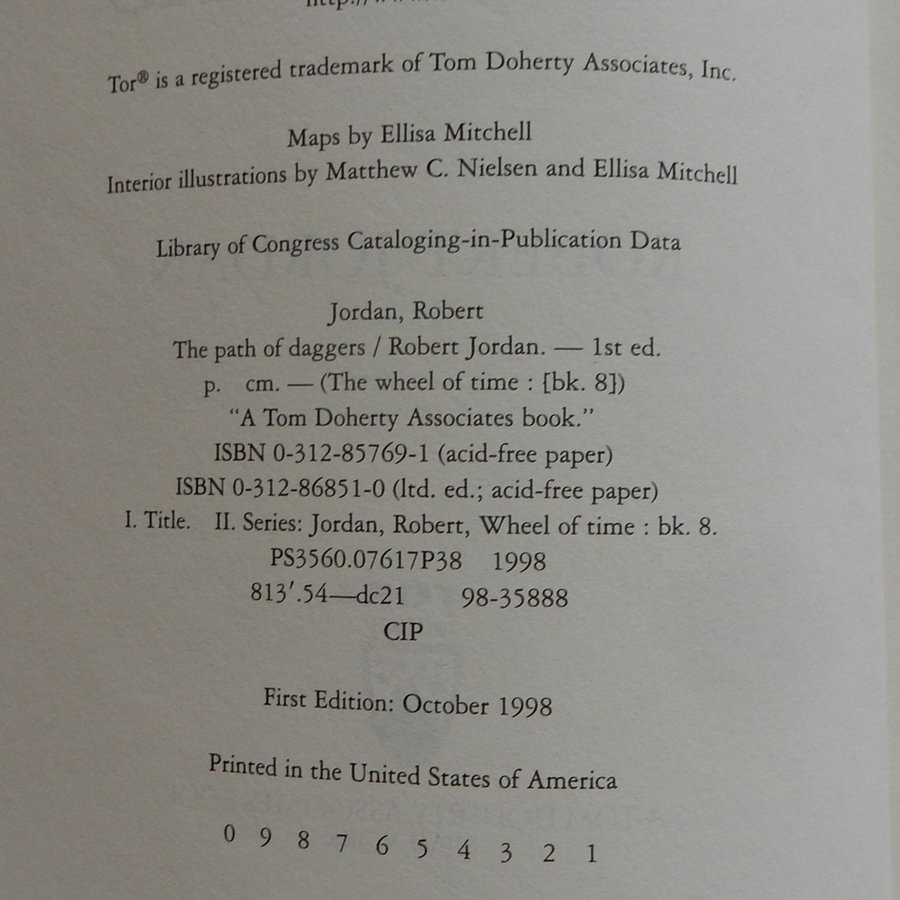 Tor® is a registered trademark of Tom Doherty Associates, Inc.
Maps by Ellisa Mitchell
Interior illustrations by Matthew C. Nielsen and Ellisa Mitchell
Library of Congress Cataloging-in-Publication Data
Jordan, Robert
The path of daggers / Robert Jordan. — 1st ed.
p. cm. — (The wheel of time : [bk. 8])
“A Tom Doherty Associates book.”
ISBN 0-312-85769-1 (acid-free paper)
ISBN 0-312-86851-0 (ltd. ed.; acid-free paper)
I. Title. II. Series: Jordan, Robert, Wheel of time : bk. 8.
PS3560.07617P38 1998
813′.54—dc21 98-35888
CIP
First Edition: October 1998
Printed in the United States of America
0 9 8 7 6 5 4 3 2 1